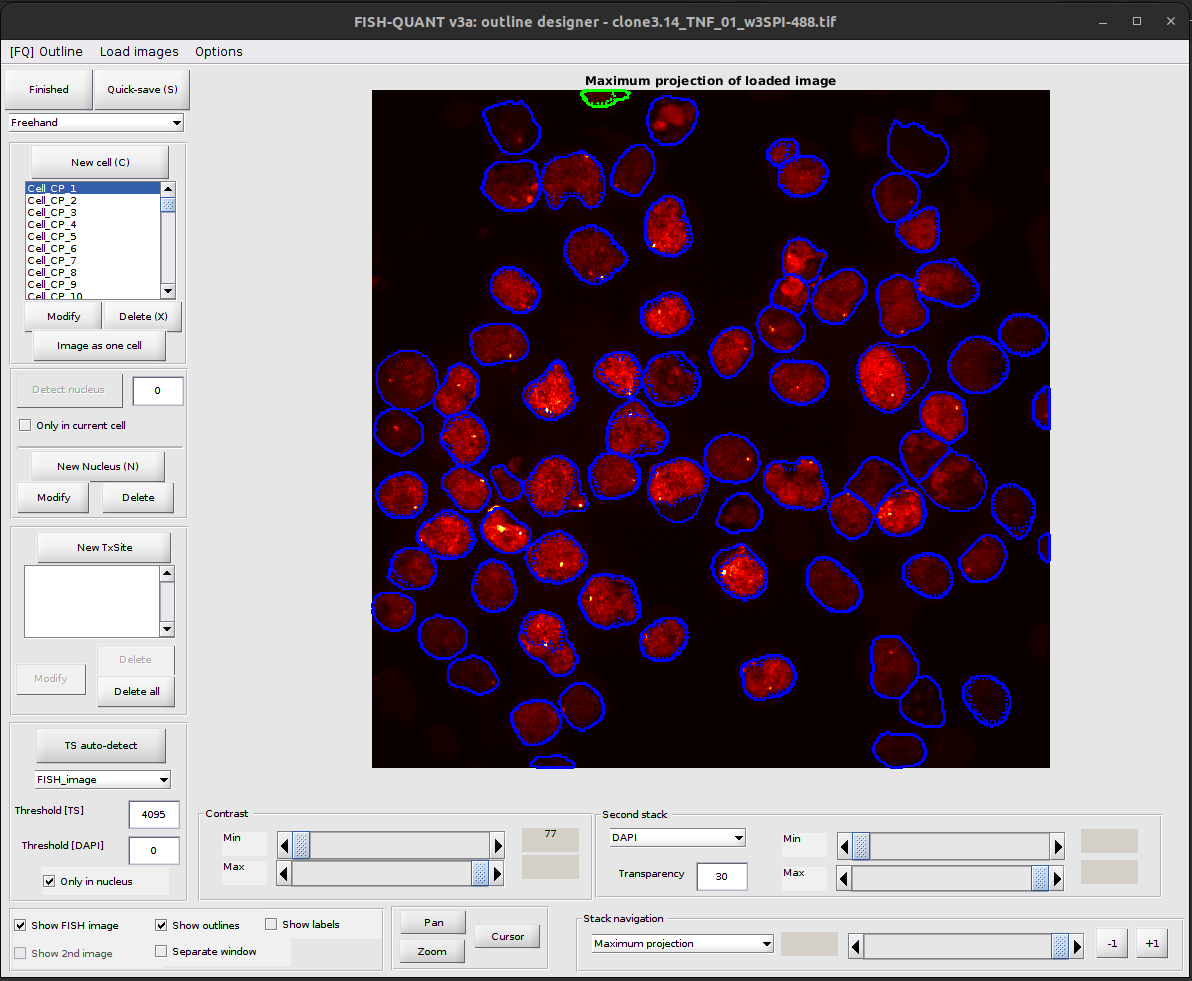 FISH-QUANT v3a: outline designer - clone3.14_TNF_01_w3SPI-488.tif
[FQ] Outline Load images Options
Finished Quick-save (S)
Freehand
New cell (C)
Cell_CP_1
Cell_CP_2
Cell_CP_3
Cell_CP_4
Cell_CP_5
Cell_CP_6
Cell_CP_7
Cell_CP_8
Cell_CP_9
Cell_CP_10
Modify Delete (X)
Image as one cell
Detect nucleus 0
Only in current cell
New Nucleus (N)
Modify Delete
New TxSite
Delete
Modify
Delete all
TS auto-detect
FISH_image
Threshold [TS] 4095
Threshold [DAPI] 0
Only in nucleus
Maximum projection of loaded image
Contrast
Min 77
Max
Second stack
DAPI
Transparency 30
Min
Max
Show FISH image Show outlines Show labels
Show 2nd image Separate window
Pan
Zoom
Cursor
Stack navigation
Maximum projection
-1 +1